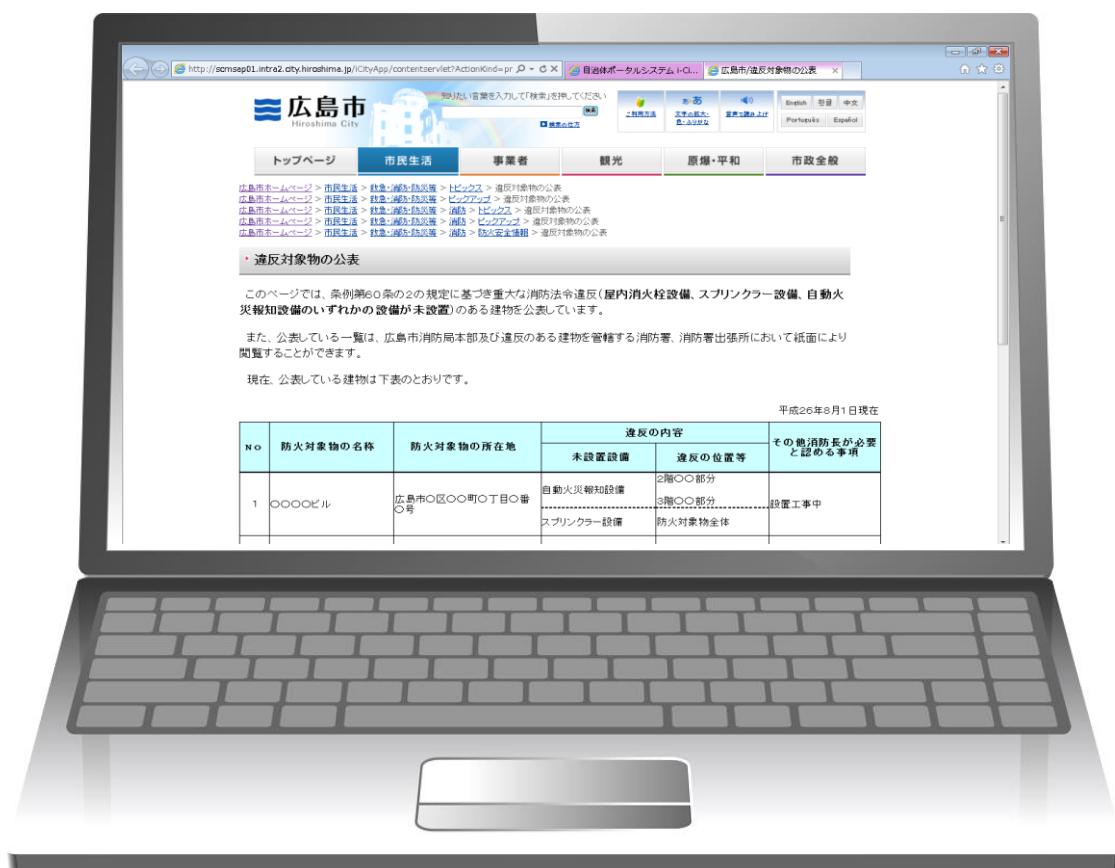 http://scmsap01.intra2.city.hiroshima.jp/iCityApp/contentservlet?ActionKind=pr
自治体ポータルシステム i-Ci...
広島市/違反対象物の公表
広島市
Hiroshima City
知りたい言葉を入力して「検索」を押してください
検索
検索の仕方
ご利用方法
あ・あ
文字の拡大・
色・ふりがな
音声で読み上げ
English 한글 中文
Português Español
トップページ 市民生活 事業者 観光 原爆・平和 市政全般
広島市ホームページ > 市民生活 > 救急・消防・防災等 > トピックス > 違反対象物の公表
広島市ホームページ > 市民生活 > 救急・消防・防災等 > ピックアップ > 違反対象物の公表
広島市ホームページ > 市民生活 > 救急・消防・防災等 > 消防 > トピックス > 違反対象物の公表
広島市ホームページ > 市民生活 > 救急・消防・防災等 > 消防 > ピックアップ > 違反対象物の公表
広島市ホームページ > 市民生活 > 救急・消防・防災等 > 消防 > 防火安全情報 > 違反対象物の公表
違反対象物の公表
このページでは、条例第60条の2の規定に基づき重大な消防法令違反(屋内消火栓設備、スプリンクラー設備、自動火
災報知設備のいずれかの設備が未設置)のある建物を公表しています。
また、公表している一覧は、広島市消防局本部及び違反のある建物を管轄する消防署、消防署出張所において紙面により
閲覧することができます。
現在、公表している建物は下表のとおりです。
平成26年8月1日現在
NO 防火対象物の名称 防火対象物の所在地 違反の内容 その他消防長が必要
と認める事項
未設置設備 違反の位置等
1 ○○○○ビル 広島市○区○○町○丁目○番
○号
自動火災報知設備 2階○○部分
3階○○部分
スプリンクラー設備 防火対象物全体
設置工事中